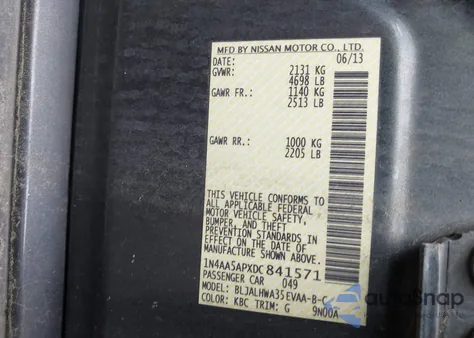 MFD BY NISSAN MOTOR CO., LTD.
DATE: 06/13
GVWR: 2131 KG
4698 LB
GAWR FR.: 1140 KG
2513 LB
GAWR RR.: 1000 KG
2205 LB
THIS VEHICLE CONFORMS TO
ALL APPLICABLE FEDERAL
MOTOR VEHICLE SAFETY,
BUMPER, AND THEFT
PREVENTION STANDARDS
IN EFFECT ON THE DATE OF
MANUFACTURE SHOWN ABOVE.
1N4AA5APXDC841571
PASSENGER CAR 049
MODEL: BLJALHWA35EVAA-B-C
COLOR: KBC TRIM: G 9N00A
autoSnap